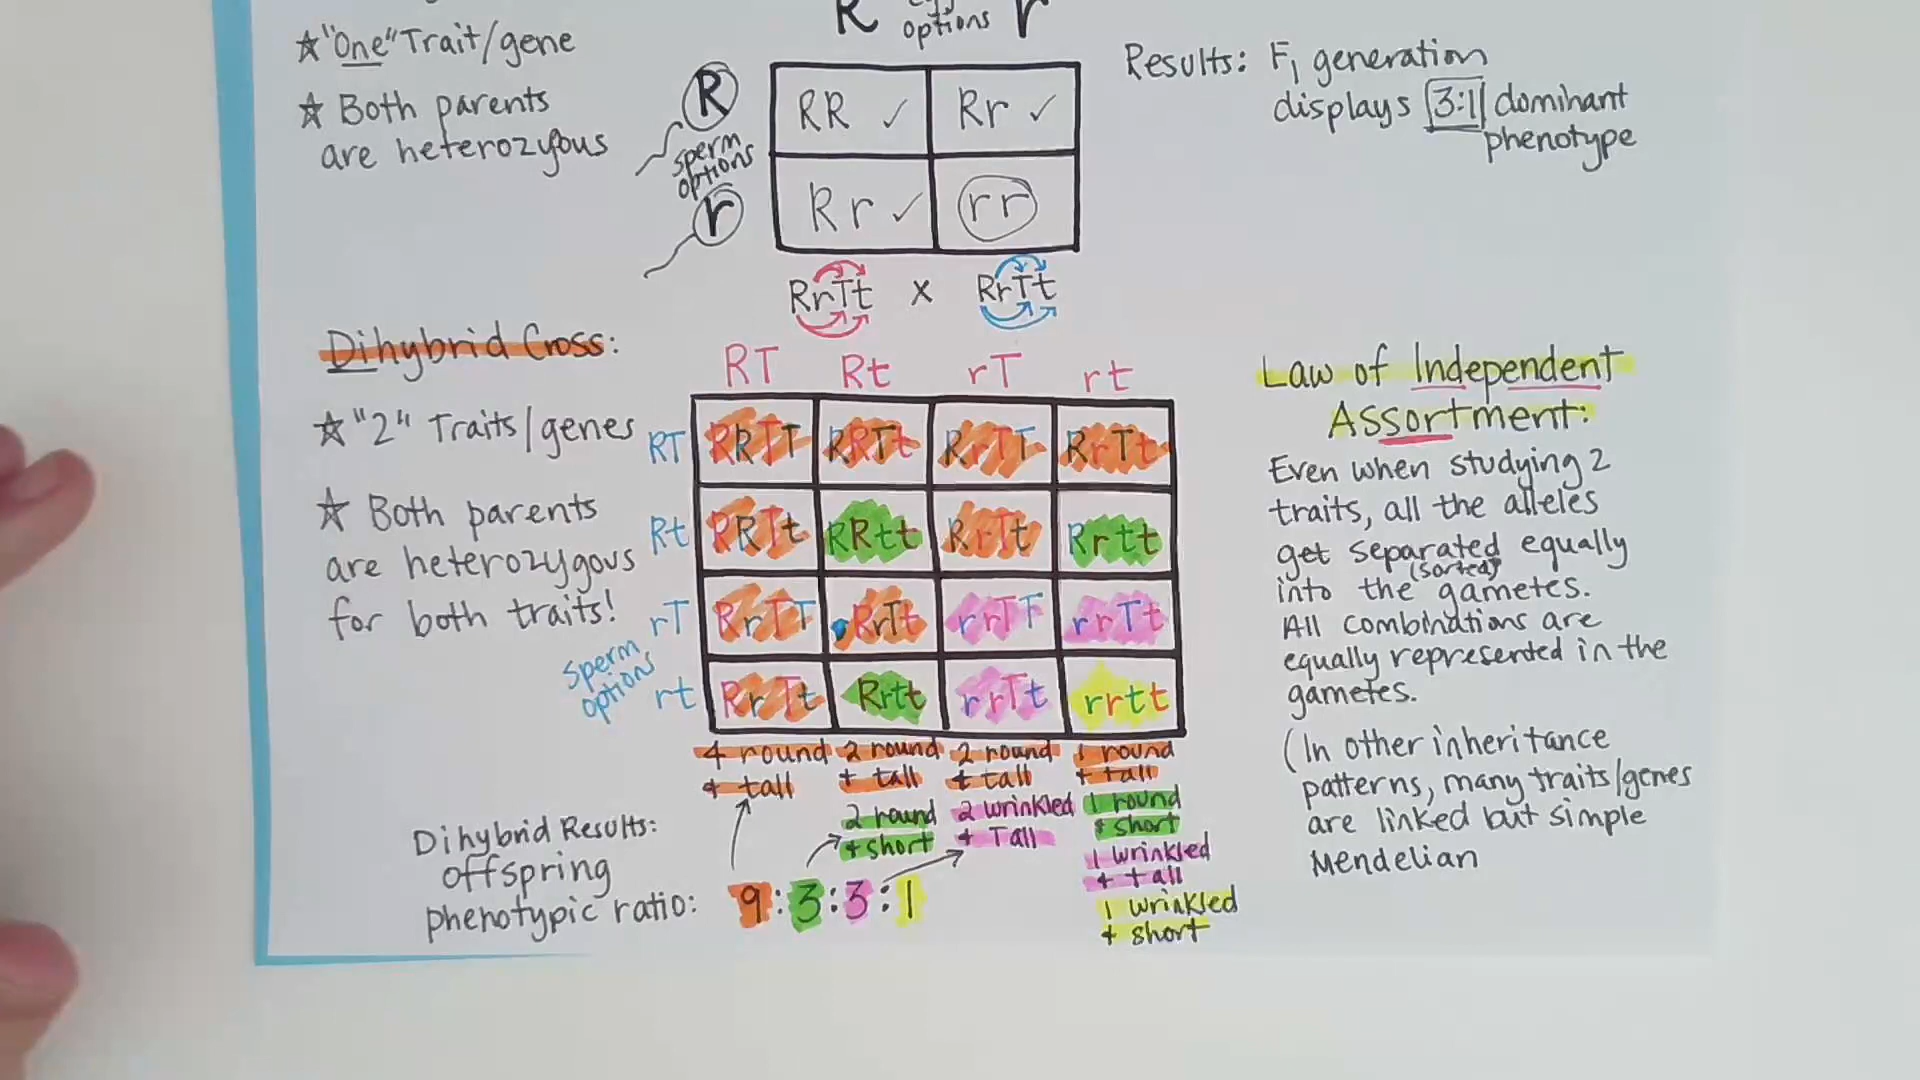 R options r
☆ "One" Trait/gene
☆ Both parents
are heterozyous
R
sperm
options
r
RR ✓ Rr ✓
Rr ✓ rr
Results: F1 generation
displays 3:1 dominant
phenotype
RrTt x RrTt
Dihybrid Cross:
☆ "2" Traits/genes
☆ Both parents
are heterozygous
for both traits!
RT Rt rT rt
RT RRTT RRTt RrTT RrTt
Rt RRTt RRtt RrTt Rrtt
rT RrTT RrTt rrTT rrTt
rt RrTt Rrtt rrTt rrtt
sperm
options
4 round
+ tall
2 round
+ tall
2 round
+ short
2 round
+ tall
2 wrinkled
+ Tall
1 round
+ tall
1 round
+ short
1 wrinkled
+ tall
1 wrinkled
+ short
Dihybrid Results:
offspring
phenotypic ratio: 9:3:3:1
Law of Independent
Assortment:
Even when studying 2
traits, all the alleles
get separated equally
(sorted)
into the gametes.
All combinations are
equally represented in the
gametes.
(In other inheritance
patterns, many traits/genes
are linked but simple
Mendelian